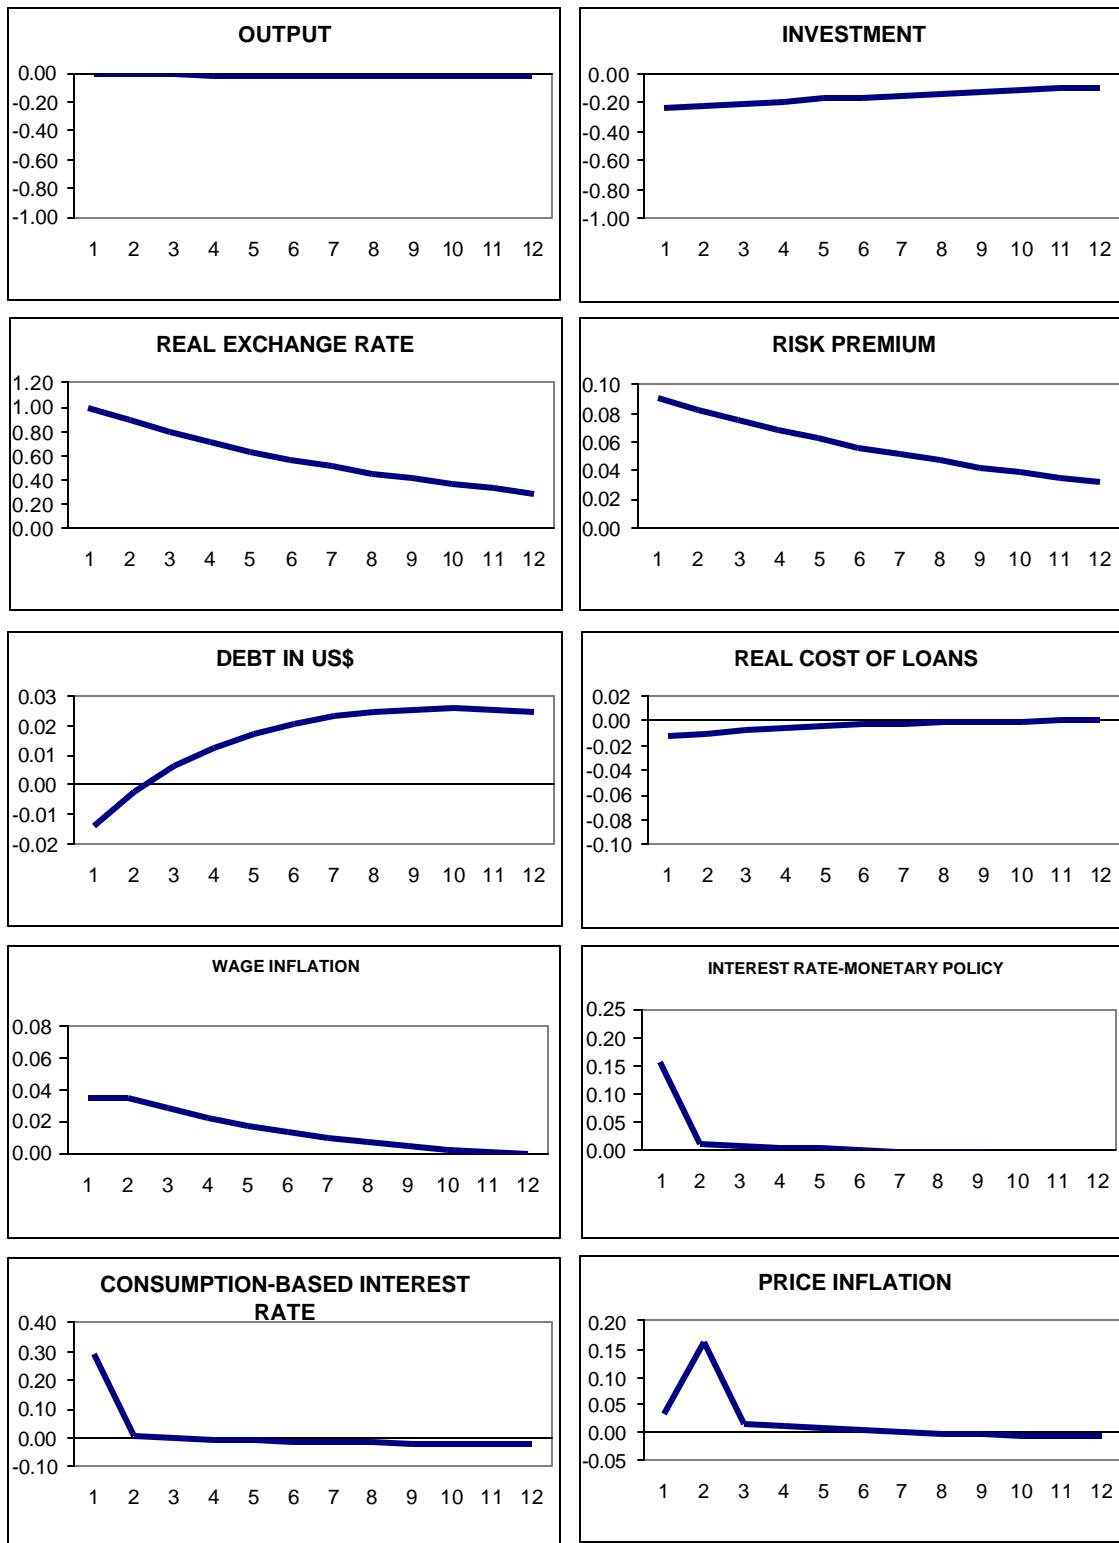 OUTPUT
0.00
-0.20
-0.40
-0.60
-0.80
-1.00
1 2 3 4 5 6 7 8 9 10 11 12
INVESTMENT
0.00
-0.20
-0.40
-0.60
-0.80
-1.00
1 2 3 4 5 6 7 8 9 10 11 12
REAL EXCHANGE RATE
1.20
1.00
0.80
0.60
0.40
0.20
0.00
1 2 3 4 5 6 7 8 9 10 11 12
RISK PREMIUM
0.10
0.08
0.06
0.04
0.02
0.00
1 2 3 4 5 6 7 8 9 10 11 12
DEBT IN US$
0.03
0.02
0.01
0.00
-0.01
-0.02
1 2 3 4 5 6 7 8 9 10 11 12
REAL COST OF LOANS
0.02
0.00
-0.02
-0.04
-0.06
-0.08
-0.10
1 2 3 4 5 6 7 8 9 10 11 12
WAGE INFLATION
0.08
0.06
0.04
0.02
0.00
1 2 3 4 5 6 7 8 9 10 11 12
INTEREST RATE-MONETARY POLICY
0.25
0.20
0.15
0.10
0.05
0.00
1 2 3 4 5 6 7 8 9 10 11 12
CONSUMPTION-BASED INTEREST
RATE
0.40
0.30
0.20
0.10
0.00
-0.10
1 2 3 4 5 6 7 8 9 10 11 12
PRICE INFLATION
0.20
0.15
0.10
0.05
0.00
-0.05
1 2 3 4 5 6 7 8 9 10 11 12